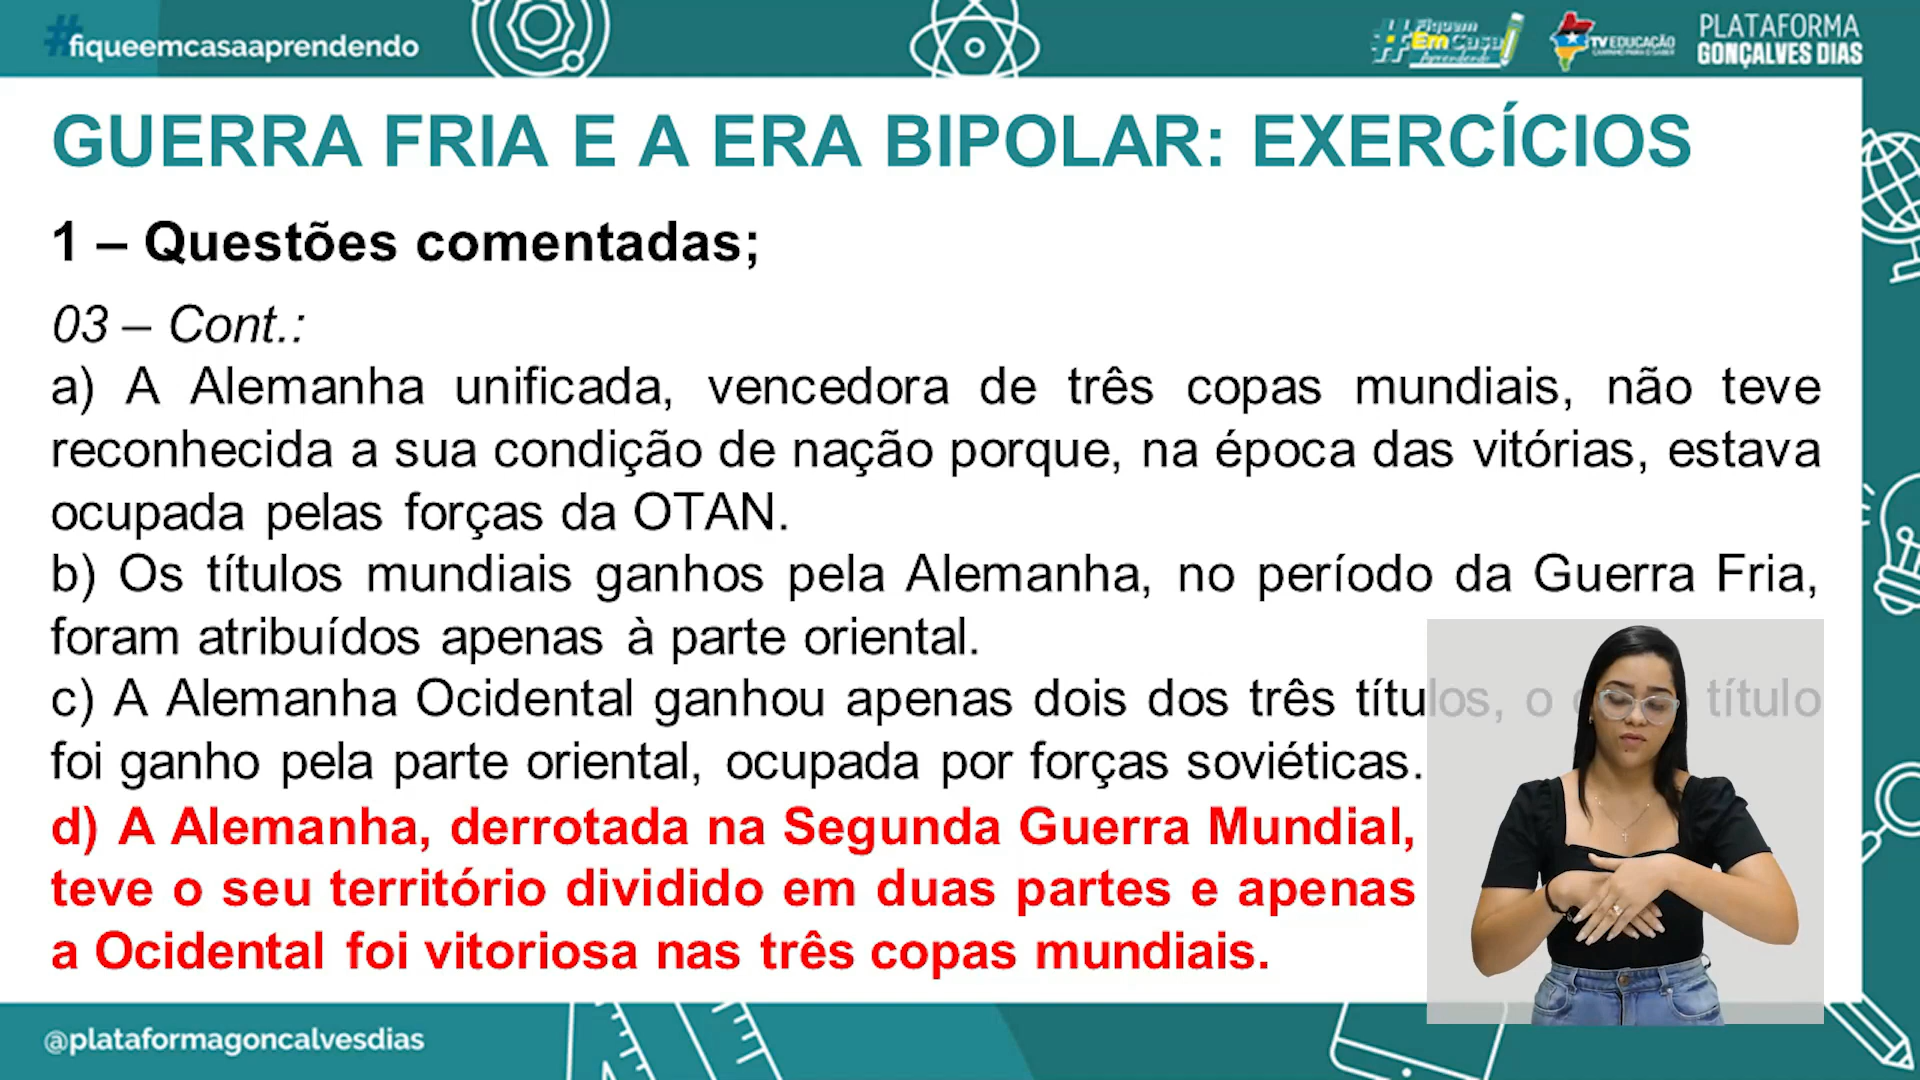 #fiqueemcasaaprendendo
#Fiquem
Em Casa
Aprendendo
TV EDUCAÇÃO
PLATAFORMA
GONÇALVES DIAS
GUERRA FRIA E A ERA BIPOLAR: EXERCÍCIOS
1 – Questões comentadas;
03 – Cont.:
a) A Alemanha unificada, vencedora de três copas mundiais, não teve
reconhecida a sua condição de nação porque, na época das vitórias, estava
ocupada pelas forças da OTAN.
b) Os títulos mundiais ganhos pela Alemanha, no período da Guerra Fria,
foram atribuídos apenas à parte oriental.
c) A Alemanha Ocidental ganhou apenas dois dos três títulos, o título
foi ganho pela parte oriental, ocupada por forças soviéticas.
d) A Alemanha, derrotada na Segunda Guerra Mundial,
teve o seu território dividido em duas partes e apenas
a Ocidental foi vitoriosa nas três copas mundiais.
@plataformagoncalvesdias